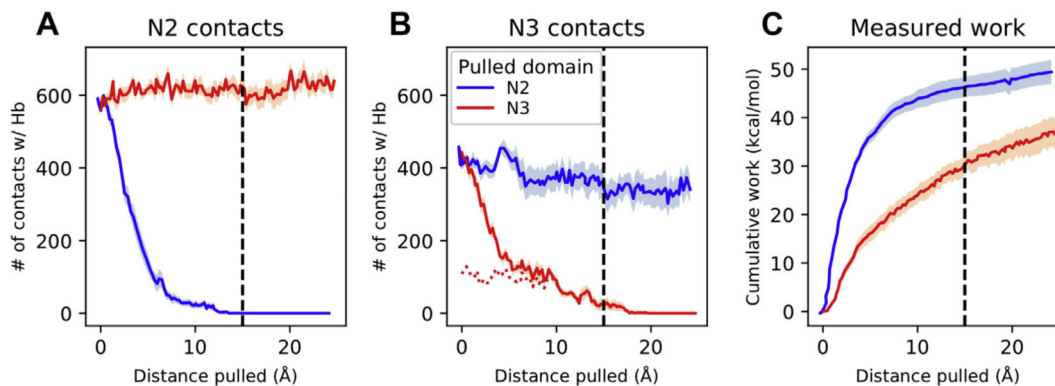 A
N2 contacts
# of contacts w/ Hb
600
400
200
0
0
10
20
Distance pulled (Å)
B
N3 contacts
Pulled domain
N2
N3
# of contacts w/ Hb
600
400
200
0
0
10
20
Distance pulled (Å)
C
Measured work
Cumulative work (kcal/mol)
50
40
30
20
10
0
0
10
20
Distance pulled (Å)